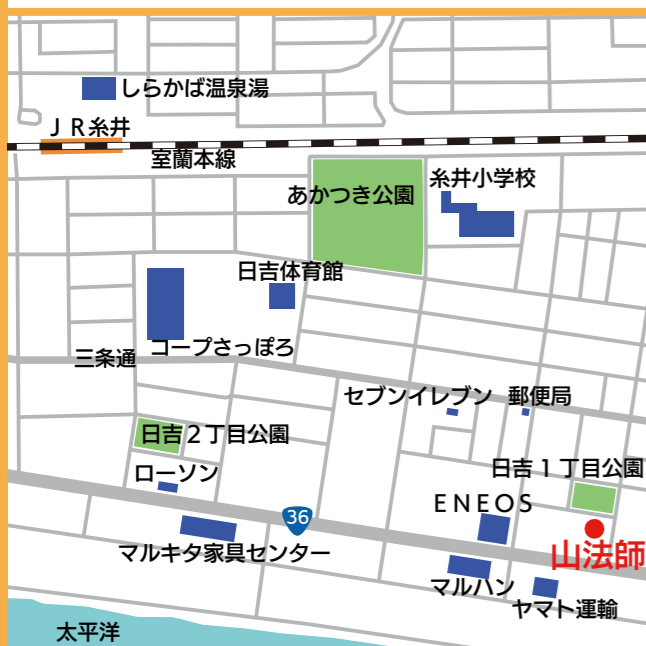 しらかば温泉湯
ＪＲ糸井
室蘭本線
糸井小学校
あかつき公園
日吉体育館
コープさっぽろ
三条通
セブンイレブン
郵便局
日吉２丁目公園
日吉１丁目公園
ローソン
ＥＮＥＯＳ
36
マルキタ家具センター
山法師
マルハン
ヤマト運輸
太平洋